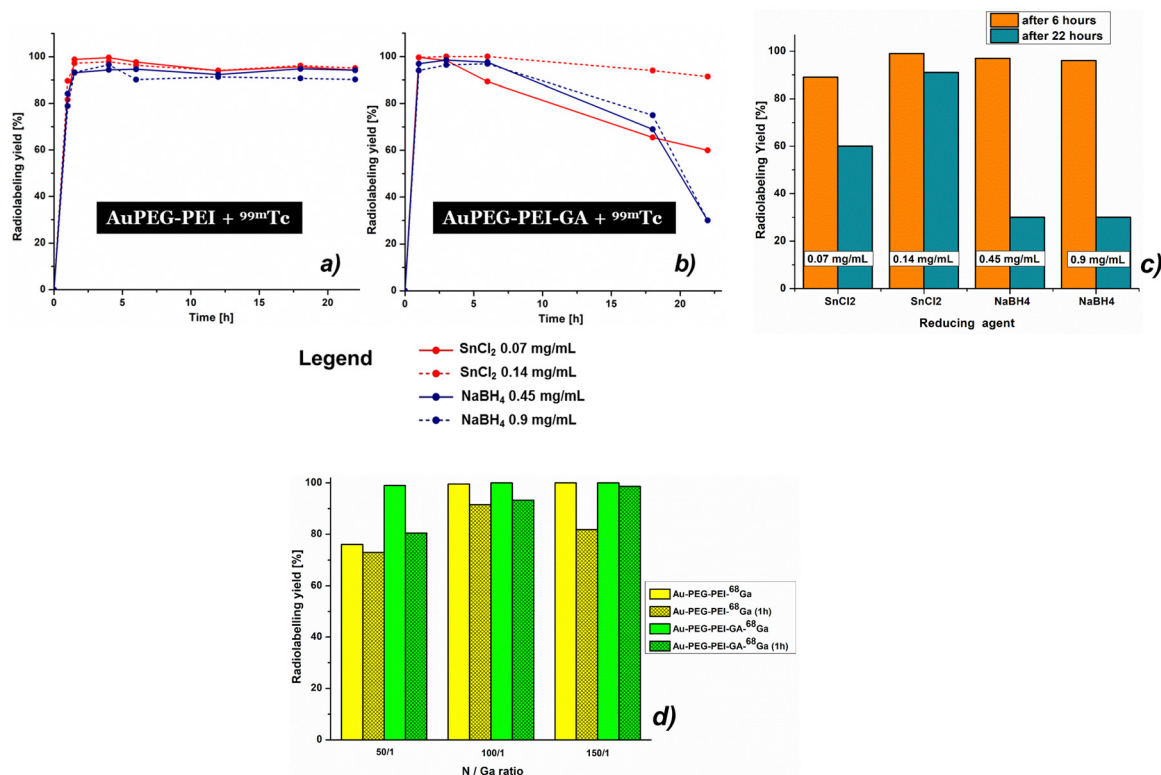 Radiolabeling yield [%]
100
80
60
40
20
0
AuPEG-PEI + ⁹⁹ᵐTc
a)
0
5
10
15
20
Time [h]
Radiolabeling yield [%]
100
80
60
40
20
0
AuPEG-PEI-GA + ⁹⁹ᵐTc
b)
0
5
10
15
20
Time [h]
after 6 hours
after 22 hours
Radiolabeling Yield [%]
100
80
60
40
20
0
0.07 mg/mL
0.14 mg/mL
0.45 mg/mL
0.9 mg/mL
c)
SnCl2
SnCl2
NaBH4
NaBH4
Reducing agent
Legend
SnCl₂ 0.07 mg/mL
SnCl₂ 0.14 mg/mL
NaBH₄ 0.45 mg/mL
NaBH₄ 0.9 mg/mL
Radiolabelling yield [%]
100
80
60
40
20
0
Au-PEG-PEI-⁶⁸Ga
Au-PEG-PEI-⁶⁸Ga (1h)
Au-PEG-PEI-GA-⁶⁸Ga
Au-PEG-PEI-GA-⁶⁸Ga (1h)
d)
50/1
100/1
150/1
N / Ga ratio